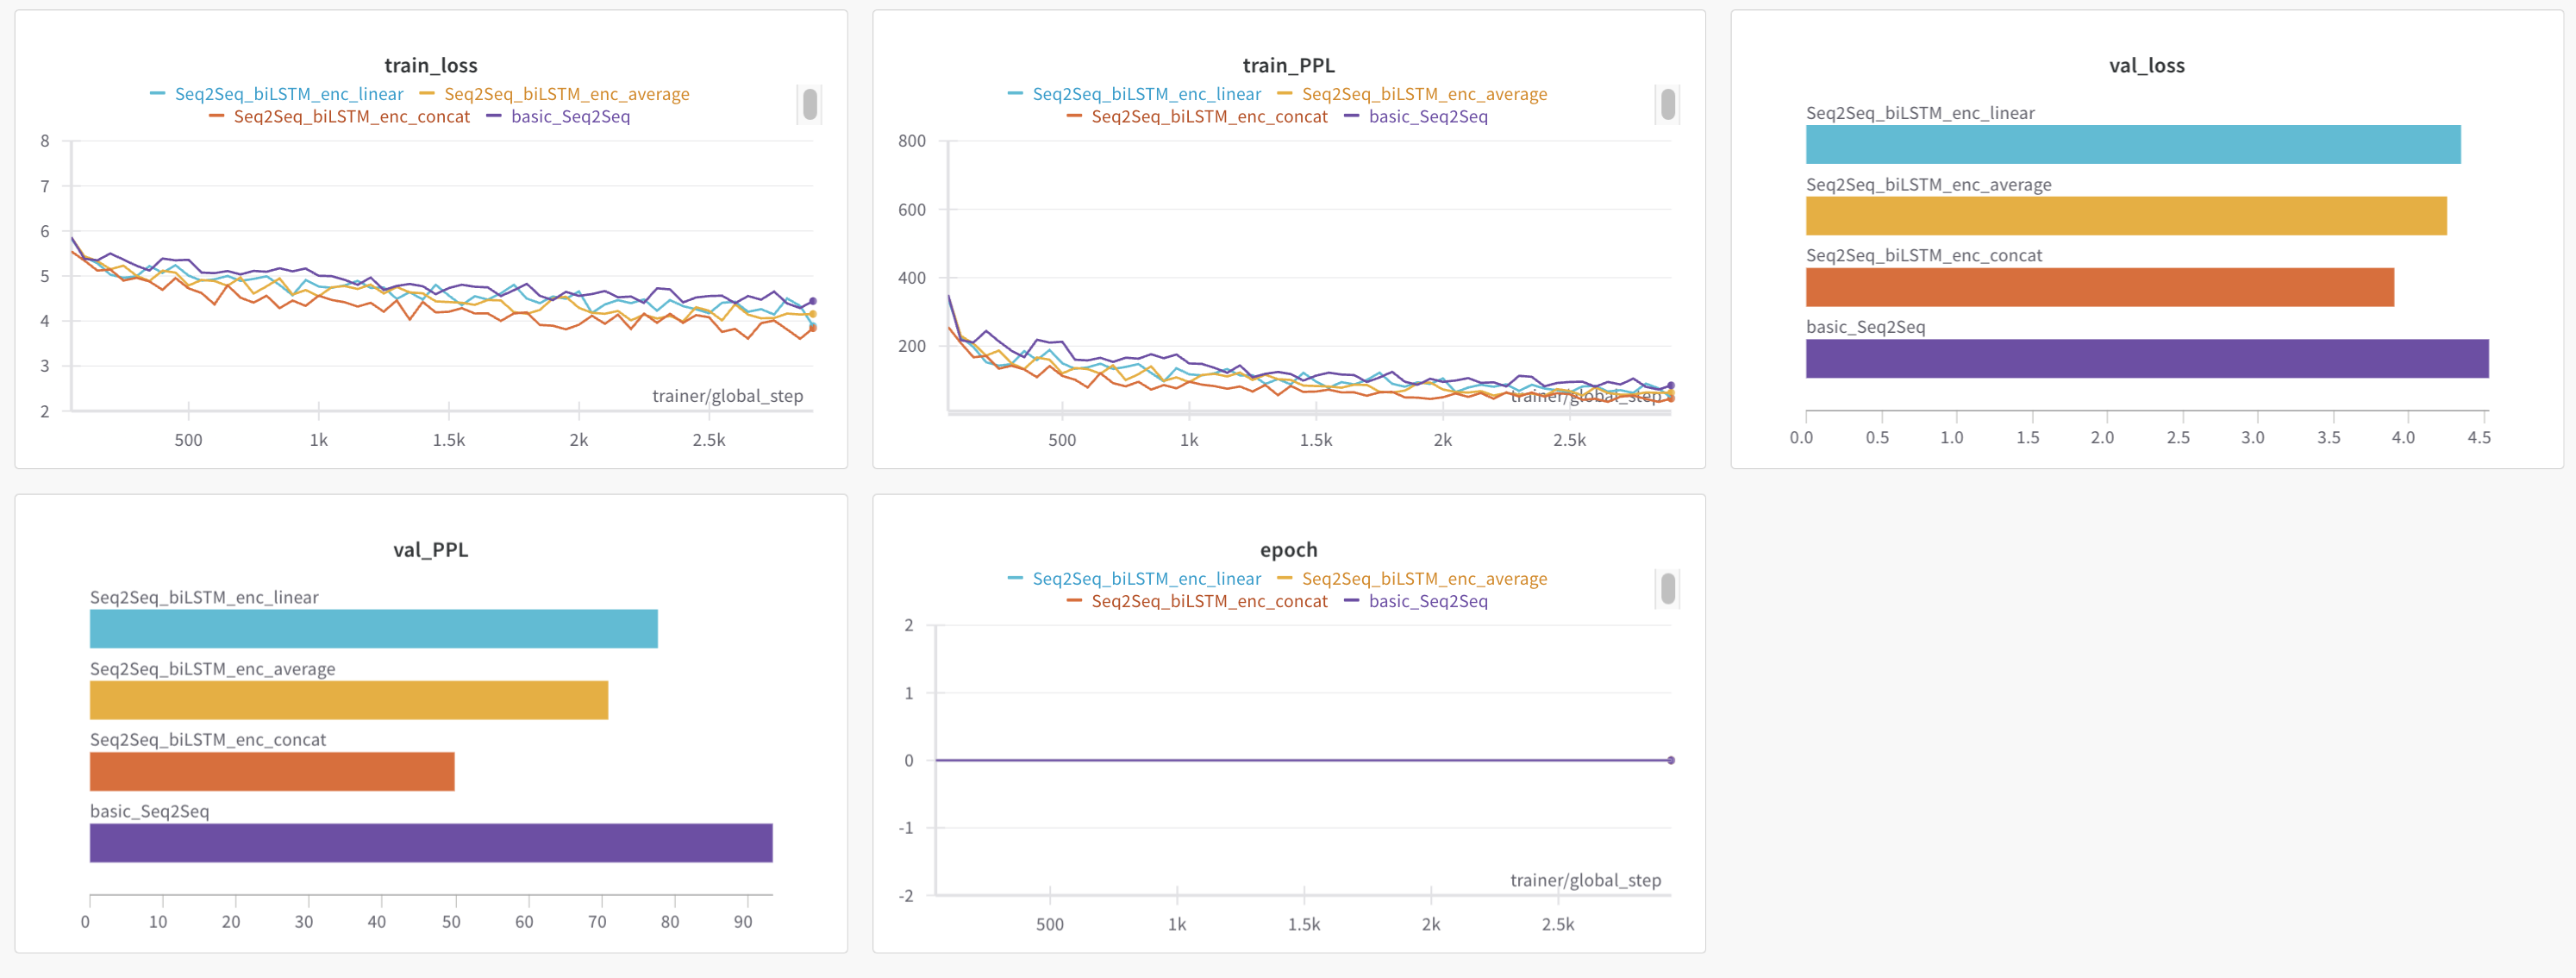 train_loss
Seq2Seq_biLSTM_enc_linear Seq2Seq_biLSTM_enc_average
Seq2Seq_biLSTM_enc_concat basic_Seq2Seq
8
7
6
5
4
3
2
trainer/global_step
500 1k 1.5k 2k 2.5k
train_PPL
Seq2Seq_biLSTM_enc_linear Seq2Seq_biLSTM_enc_average
Seq2Seq_biLSTM_enc_concat basic_Seq2Seq
800
600
400
200
trainer/global_step
500 1k 1.5k 2k 2.5k
val_loss
Seq2Seq_biLSTM_enc_linear
Seq2Seq_biLSTM_enc_average
Seq2Seq_biLSTM_enc_concat
basic_Seq2Seq
0.0 0.5 1.0 1.5 2.0 2.5 3.0 3.5 4.0 4.5
val_PPL
Seq2Seq_biLSTM_enc_linear
Seq2Seq_biLSTM_enc_average
Seq2Seq_biLSTM_enc_concat
basic_Seq2Seq
0 10 20 30 40 50 60 70 80 90
epoch
Seq2Seq_biLSTM_enc_linear Seq2Seq_biLSTM_enc_average
Seq2Seq_biLSTM_enc_concat basic_Seq2Seq
2
1
0
-1
-2
trainer/global_step
500 1k 1.5k 2k 2.5k